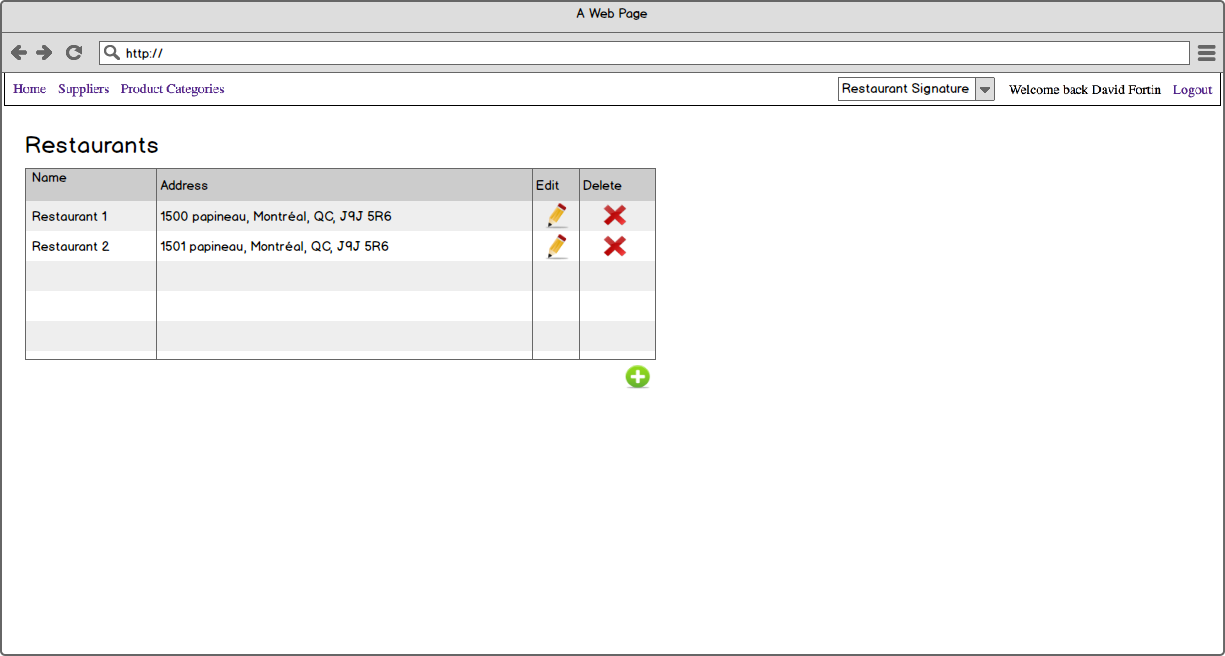 A Web Page
http://
Home Suppliers Product Categories Restaurant Signature Welcome back David Fortin Logout
Restaurants
Name Address Edit Delete
Restaurant 1 1500 papineau, Montréal, QC, J9J 5R6
Restaurant 2 1501 papineau, Montréal, QC, J9J 5R6